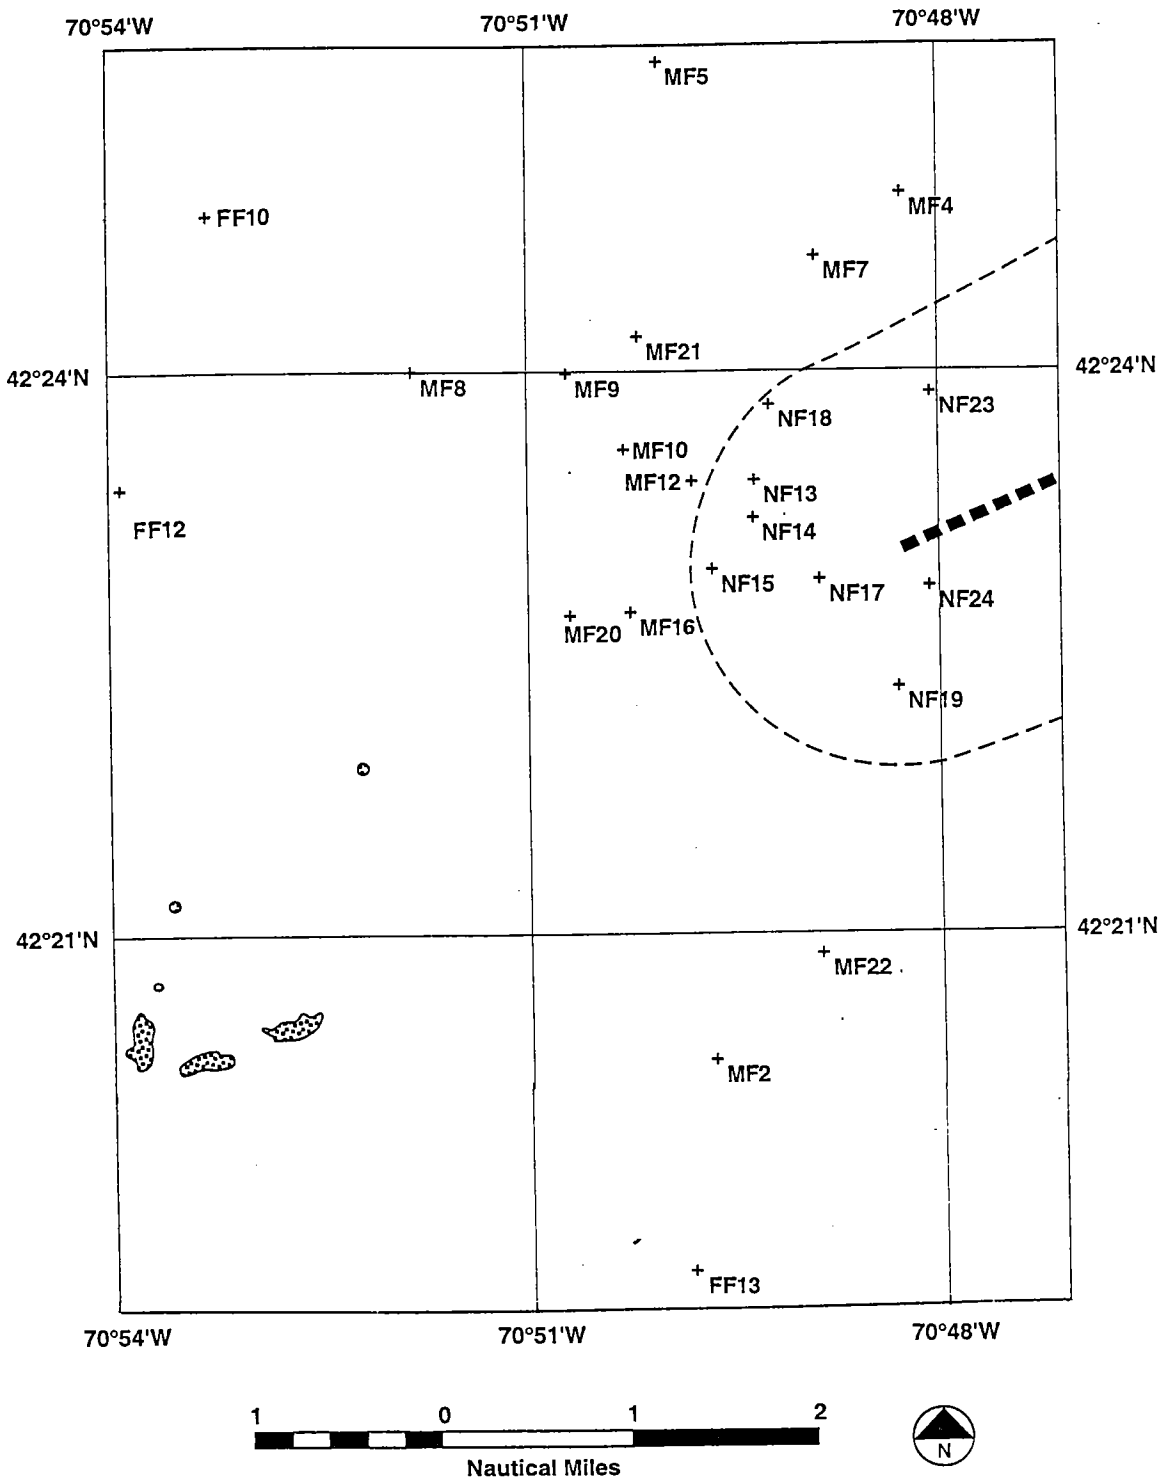 70°54'W 70°51'W 70°48'W
MF5
MF4
FF10
MF7
MF21
42°24'N 42°24'N
MF8 MF9
NF23
NF18
MF10
MF12
NF13
FF12
NF14
NF15 NF17 NF24
MF20 MF16
NF19
42°21'N 42°21'N
MF22
MF2
FF13
70°54'W 70°51'W 70°48'W
1 0 1 2
N
Nautical Miles